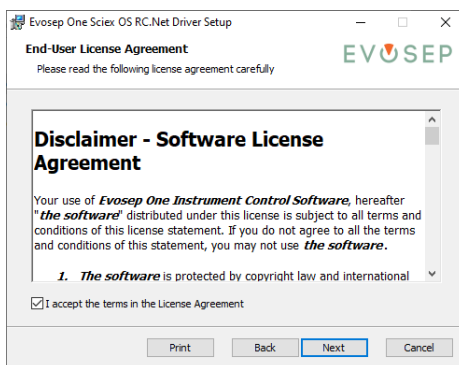 Evosep One Sciex OS RC.Net Driver Setup
End-User License Agreement
Please read the following license agreement carefully
EVOSEP
Disclaimer - Software License
Agreement
Your use of Evosep One Instrument Control Software, hereafter
"the software" distributed under this license is subject to all terms and
conditions of this license statement. If you do not agree to all the terms
and conditions of this statement, you may not use the software.
1. The software is protected by copyright law and international
I accept the terms in the License Agreement
Print Back Next Cancel